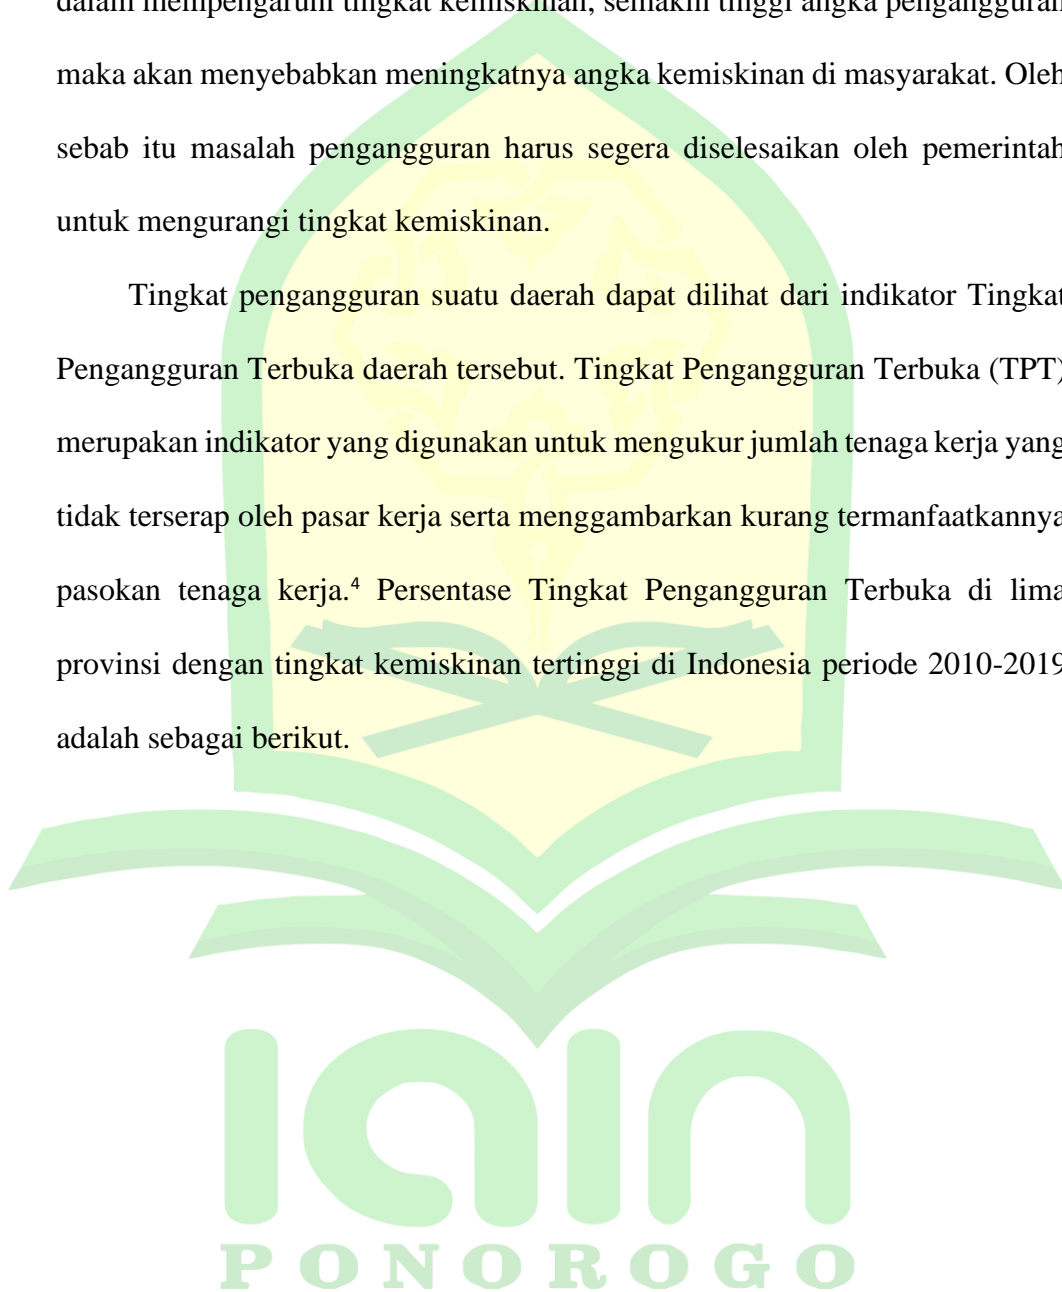 dalam mempengaruhi tingkat kemiskinan, semakin tinggi angka pengangguran
maka akan menyebabkan meningkatnya angka kemiskinan di masyarakat. Oleh
sebab itu masalah pengangguran harus segera diselesaikan oleh pemerintah
untuk mengurangi tingkat kemiskinan.
Tingkat pengangguran suatu daerah dapat dilihat dari indikator Tingkat
Pengangguran Terbuka daerah tersebut. Tingkat Pengangguran Terbuka (TPT)
merupakan indikator yang digunakan untuk mengukur jumlah tenaga kerja yang
tidak terserap oleh pasar kerja serta menggambarkan kurang termanfaatkannya
pasokan tenaga kerja.⁴ Persentase Tingkat Pengangguran Terbuka di lima
provinsi dengan tingkat kemiskinan tertinggi di Indonesia periode 2010-2019
adalah sebagai berikut.
IAIN
PONOROGO